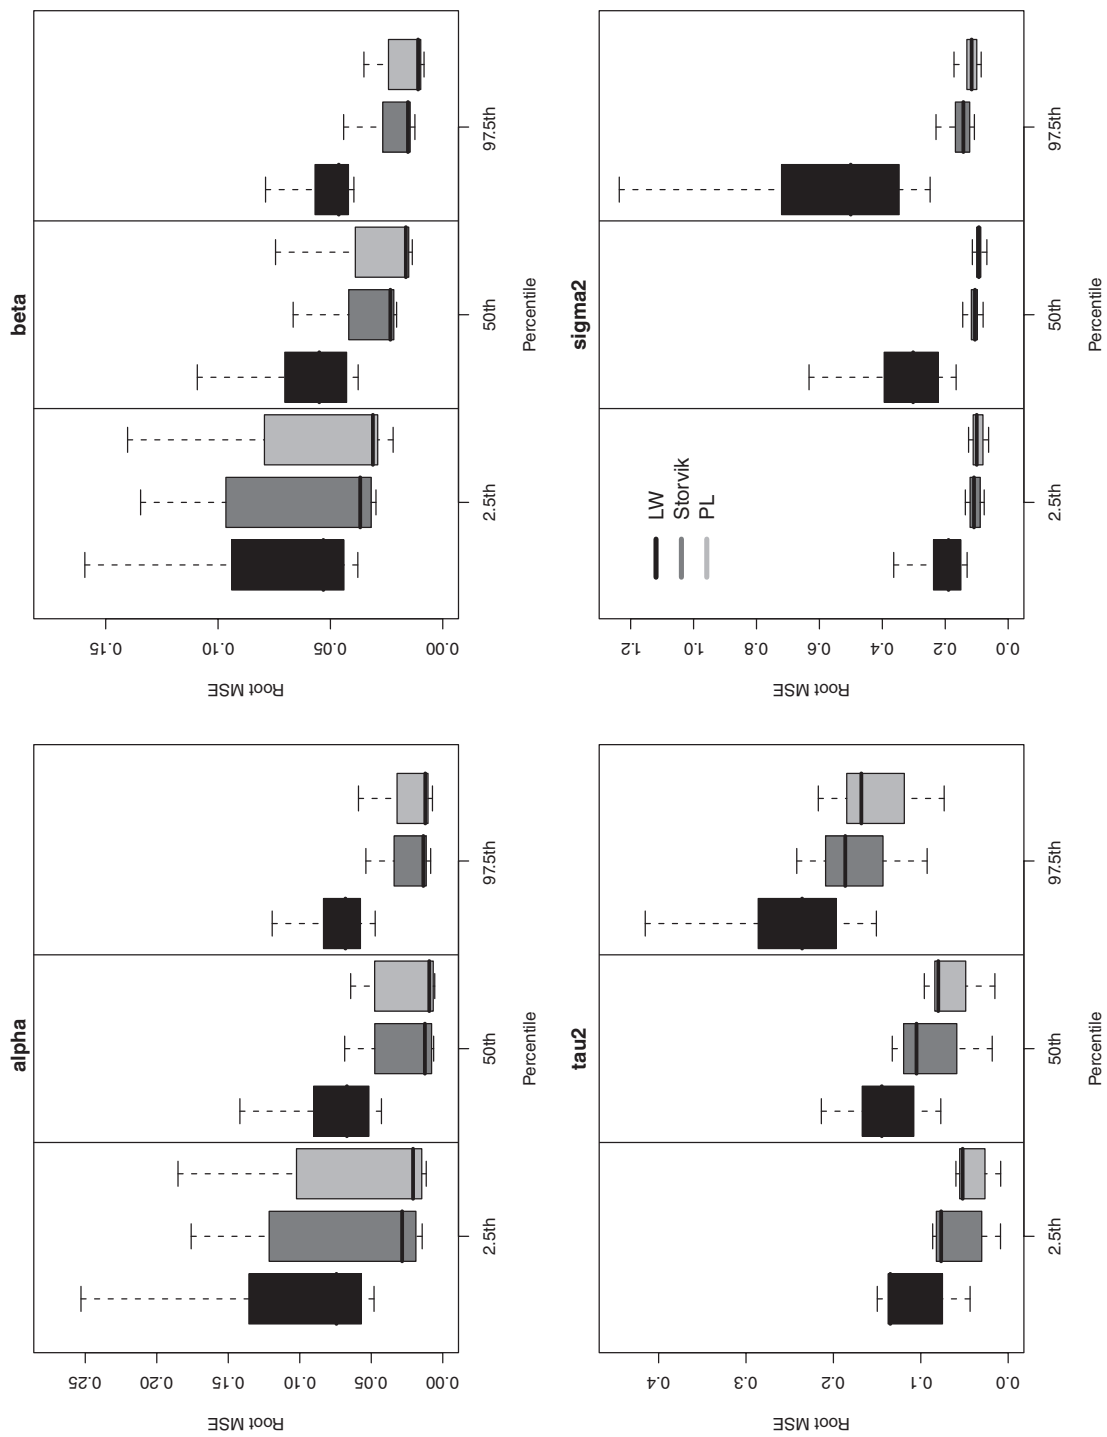 alpha
Root MSE
0.00
0.05
0.10
0.15
0.20
0.25
2.5th
50th
97.5th
Percentile
beta
Root MSE
0.00
0.05
0.10
0.15
2.5th
50th
97.5th
Percentile
tau2
Root MSE
0.0
0.1
0.2
0.3
0.4
2.5th
50th
97.5th
Percentile
sigma2
Root MSE
0.0
0.2
0.4
0.6
0.8
1.0
1.2
2.5th
50th
97.5th
Percentile
LW
Storvik
PL